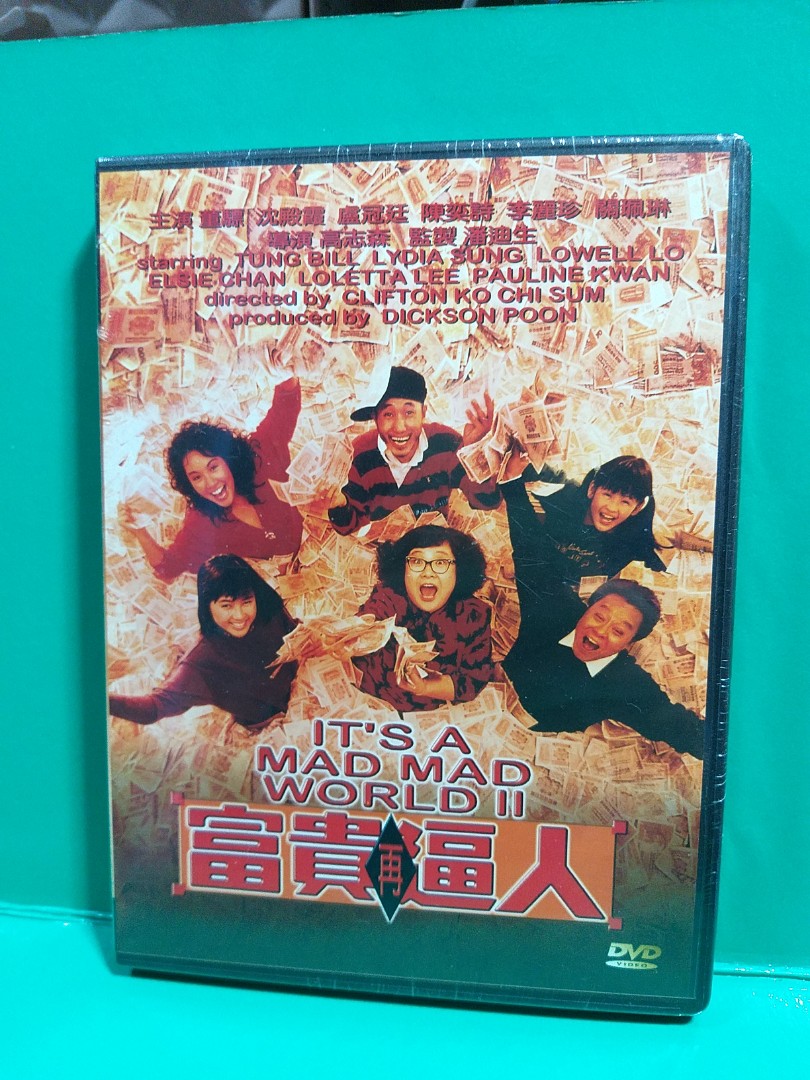 主演 董驃 沈殿霞 盧冠廷 陳奕詩 李麗珍 關珮琳
導演 高志森 監製 潘迪生
starring TUNG BILL LYDIA SUNG LOWELL LO
ELSIE CHAN LOLETTA LEE PAULINE KWAN
directed by CLIFTON KO CHI SUM
produced by DICKSON POON
IT'S A
MAD MAD
WORLD II
富貴再逼人
DVD
VIDEO